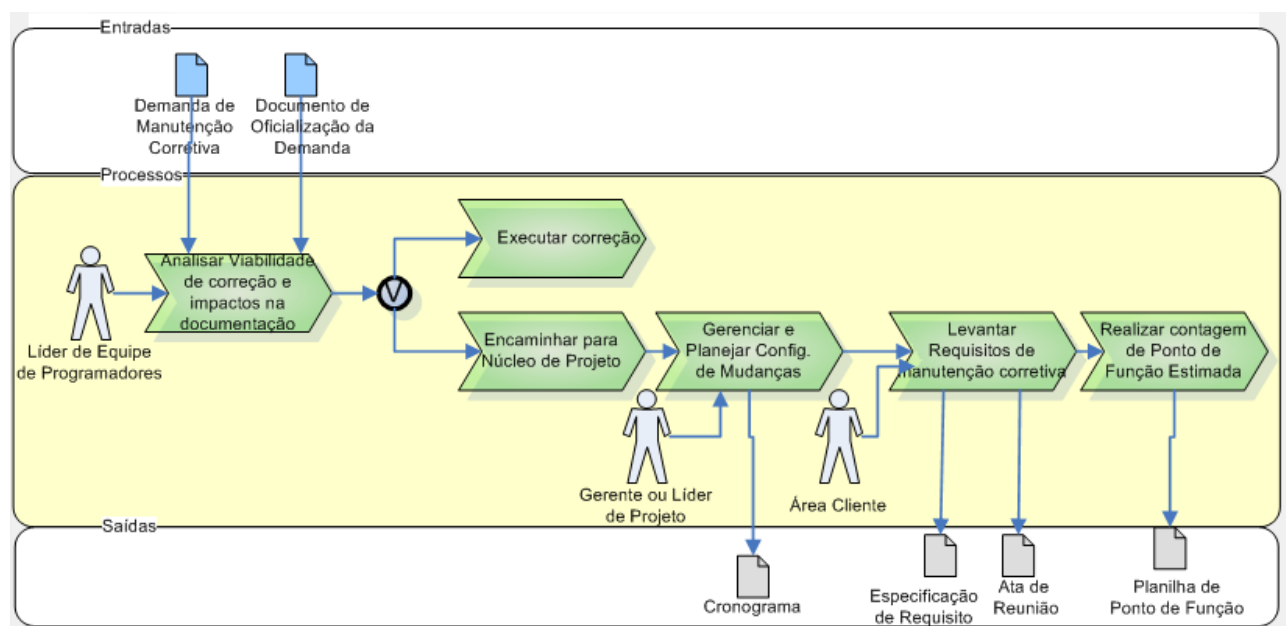 Entradas
Demanda de
Manutenção
Corretiva
Documento de
Oficialização da
Demanda
Processos
Executar correção
Analisar Viabilidade
de correção e
impactos na
documentação
V
Líder de Equipe
de Programadores
Encaminhar para
Núcleo de Projeto
Gerenciar e
Planejar Config.
de Mudanças
Levantar
Requisitos de
manutenção corretiva
Realizar contagem
de Ponto de
Função Estimada
Gerente ou Líder
de Projeto
Área Cliente
Saídas
Cronograma
Especificação
de Requisito
Ata de
Reunião
Planilha de
Ponto de Função